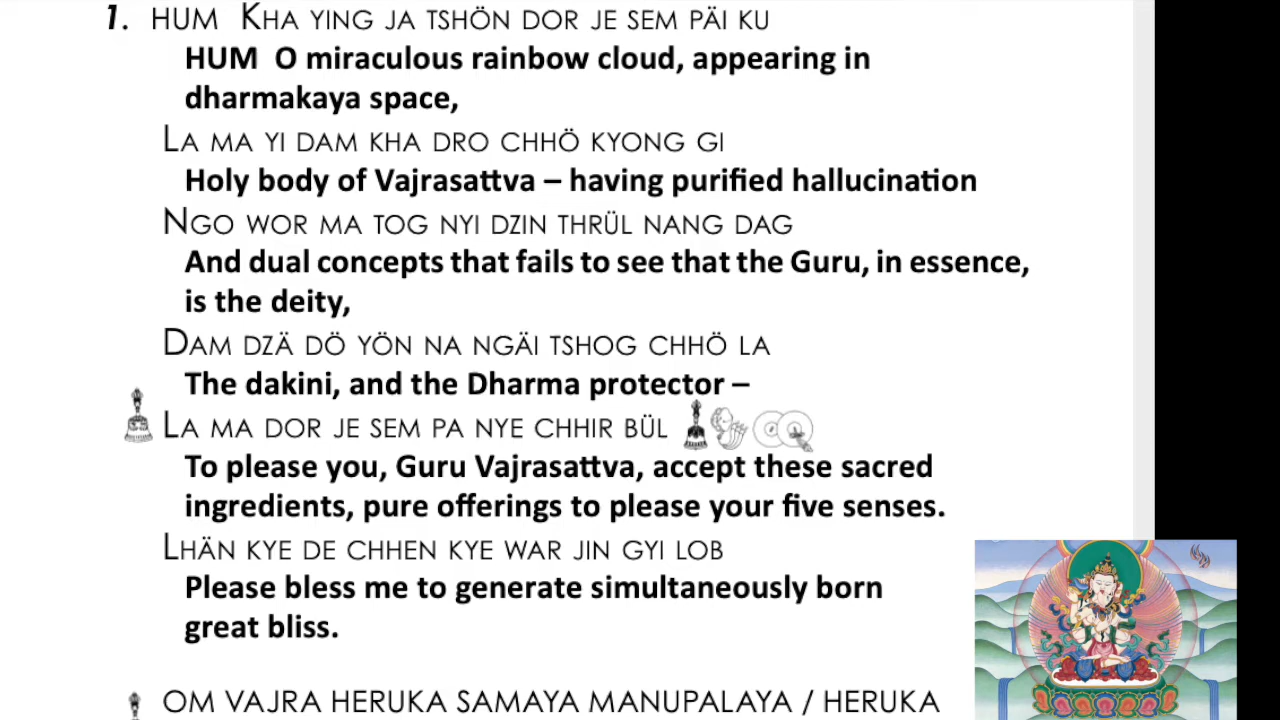 1. HUM KHA YING JA TSHÖN DOR JE SEM PÄI KU
HUM O miraculous rainbow cloud, appearing in
dharmakaya space,
LA MA YI DAM KHA DRO CHHÖ KYONG GI
Holy body of Vajrasattva – having purified hallucination
NGO WOR MA TOG NYI DZIN THRÜL NANG DAG
And dual concepts that fails to see that the Guru, in essence,
is the deity,
DAM DZÄ DÖ YÖN NA NGÄI TSHOG CHHÖ LA
The dakini, and the Dharma protector –
LA MA DOR JE SEM PA NYE CHHIR BÜL
To please you, Guru Vajrasattva, accept these sacred
ingredients, pure offerings to please your five senses.
LHÄN KYE DE CHHEN KYE WAR JIN GYI LOB
Please bless me to generate simultaneously born
great bliss.
OM VAJRA HERUKA SAMAYA MANUPALAYA / HERUKA